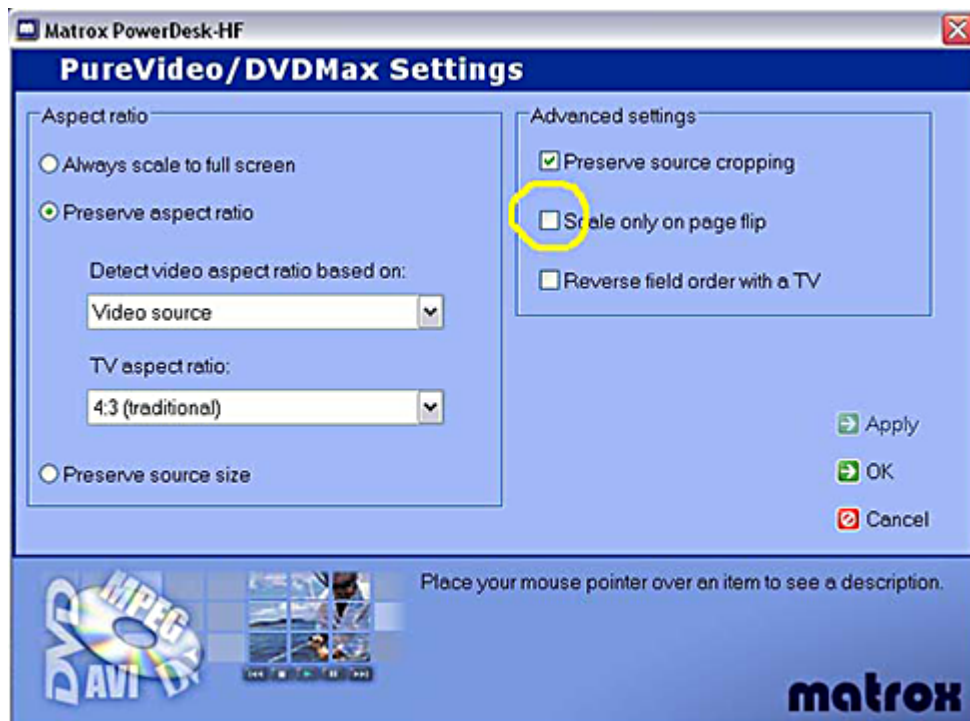 Matrox PowerDesk-HF
PureVideo/DVDMax Settings
Aspect ratio
Always scale to full screen
Preserve aspect ratio
Detect video aspect ratio based on:
Video source
TV aspect ratio:
4:3 (traditional)
Preserve source size
Advanced settings
Preserve source cropping
Scale only on page flip
Reverse field order with a TV
Apply
OK
Cancel
DVD
MPEG
AVI
Place your mouse pointer over an item to see a description.
matrox